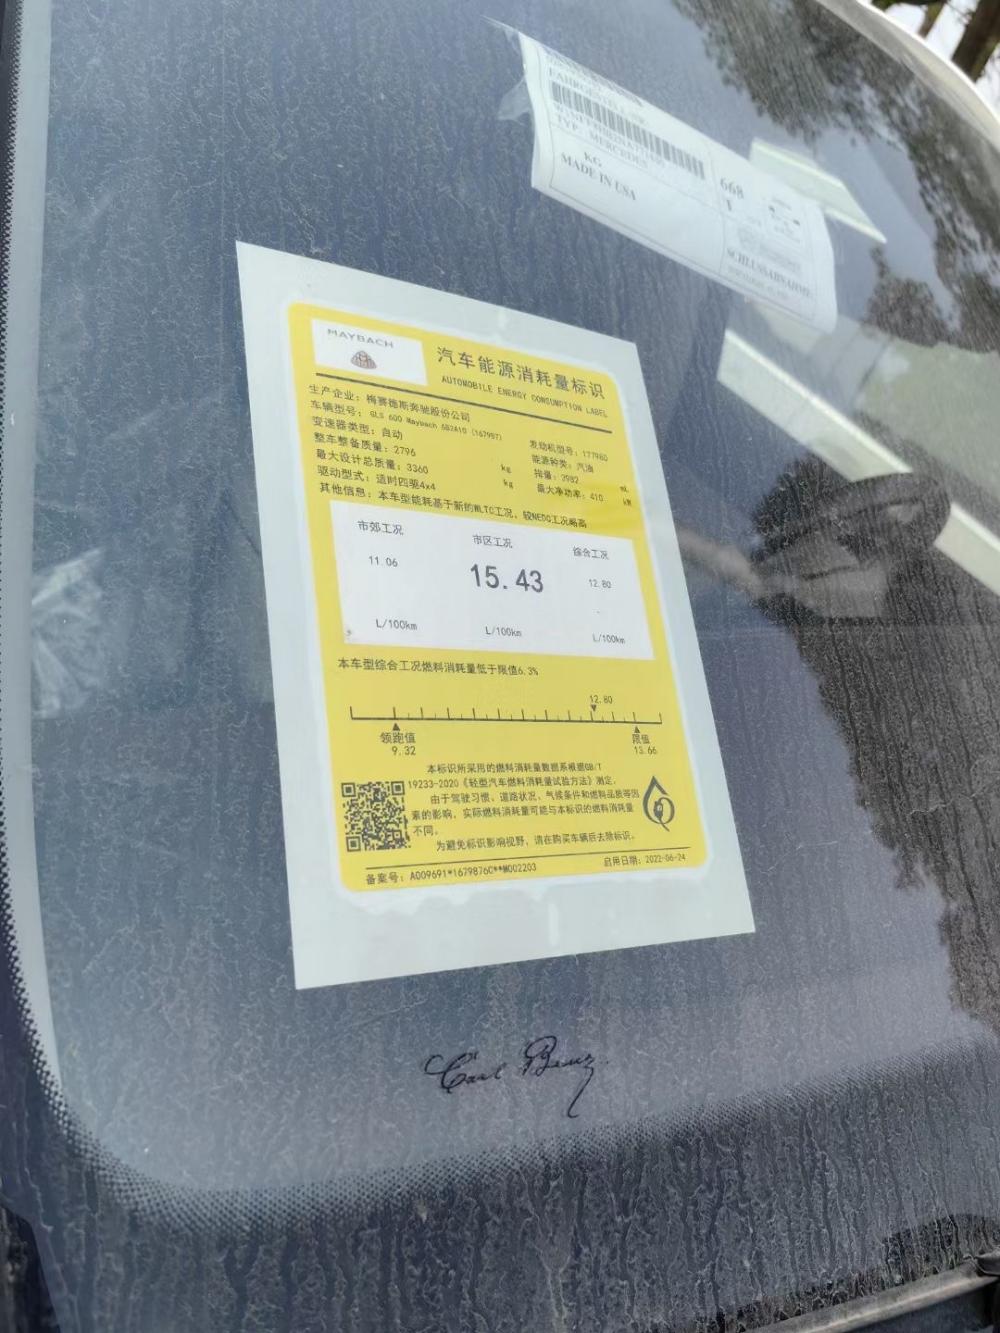 FAHRGESTELL-NR.
TYP MERCEDES
KG
MADE IN USA
668
1
SCHLUSSABNAHME
MAYBACH
汽车能源消耗量标识
AUTOMOBILE ENERGY CONSUMPTION LABEL
生产企业：梅赛德斯奔驰股份公司
车辆型号：GLS 600 Maybach 6B2A10 (167987)
发动机型号：177980
变速器类型：自动
能源种类：汽油
整车整备质量：2796 kg
排量：3982 mL
最大设计总质量：3360 kg
最大净功率：410 kW
驱动型式：适时四驱4x4
其他信息：本车型能耗基于新的WLTC工况，较NEDC工况略高
市郊工况 市区工况 综合工况
11.06 15.43 12.80
L/100km L/100km L/100km
本车型综合工况燃料消耗量低于限值6.3%
12.80
领跑值 限值
9.32 13.66
本标识所采用的燃料消耗量数据系根据GB/T
19233-2020《轻型汽车燃料消耗量试验方法》测定。
由于驾驶习惯、道路状况、气候条件和燃料品质等因
素的影响，实际燃料消耗量可能与本标识的燃料消耗量
不同。
为避免标识影响视野，请在购买车辆后去除标识。
备案号：A009691*1679876C**M002203 启用日期：2022-06-24
Carl Benz